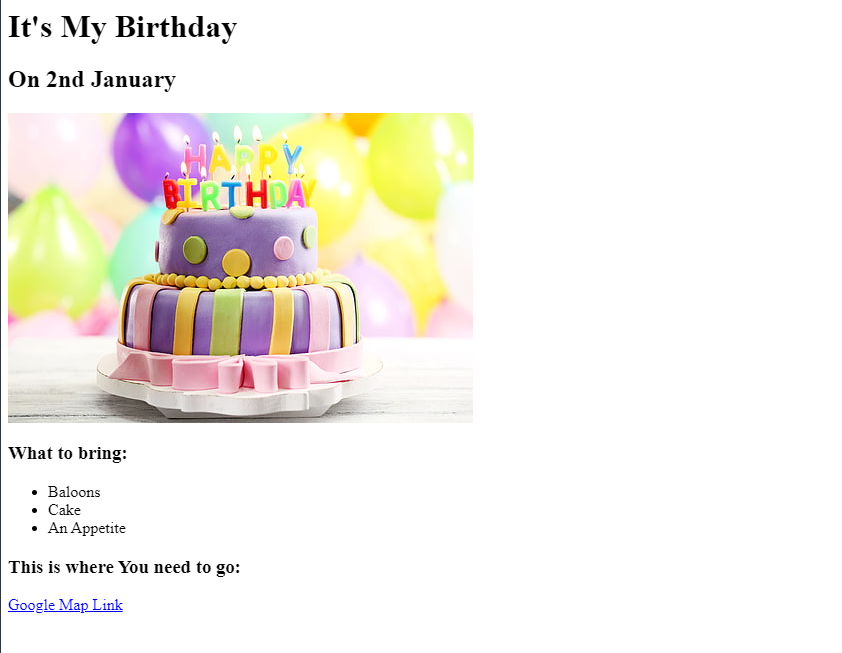 It's My Birthday
On 2nd January
HAPPY
BIRTHDAY
What to bring:
Baloons
Cake
An Appetite
This is where You need to go:
Google Map Link